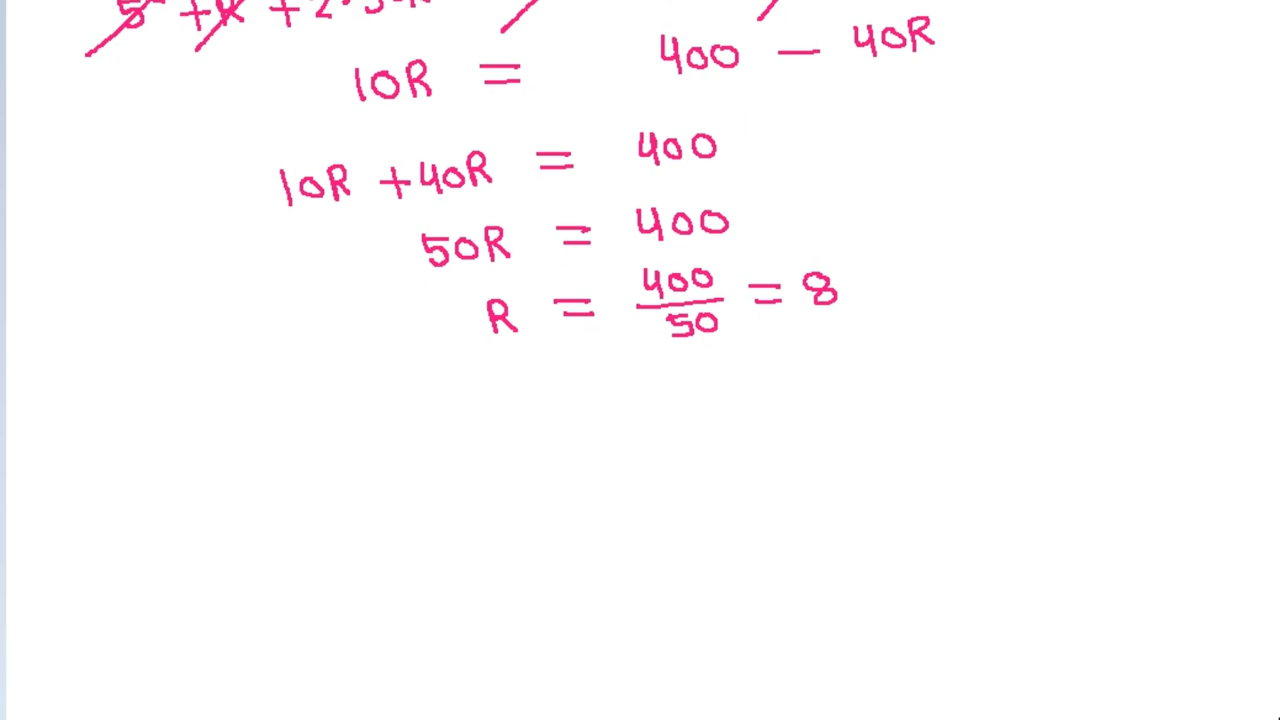 10R = 400 - 40R
10R + 40R = 400
50R = 400
R = 400/50 = 8